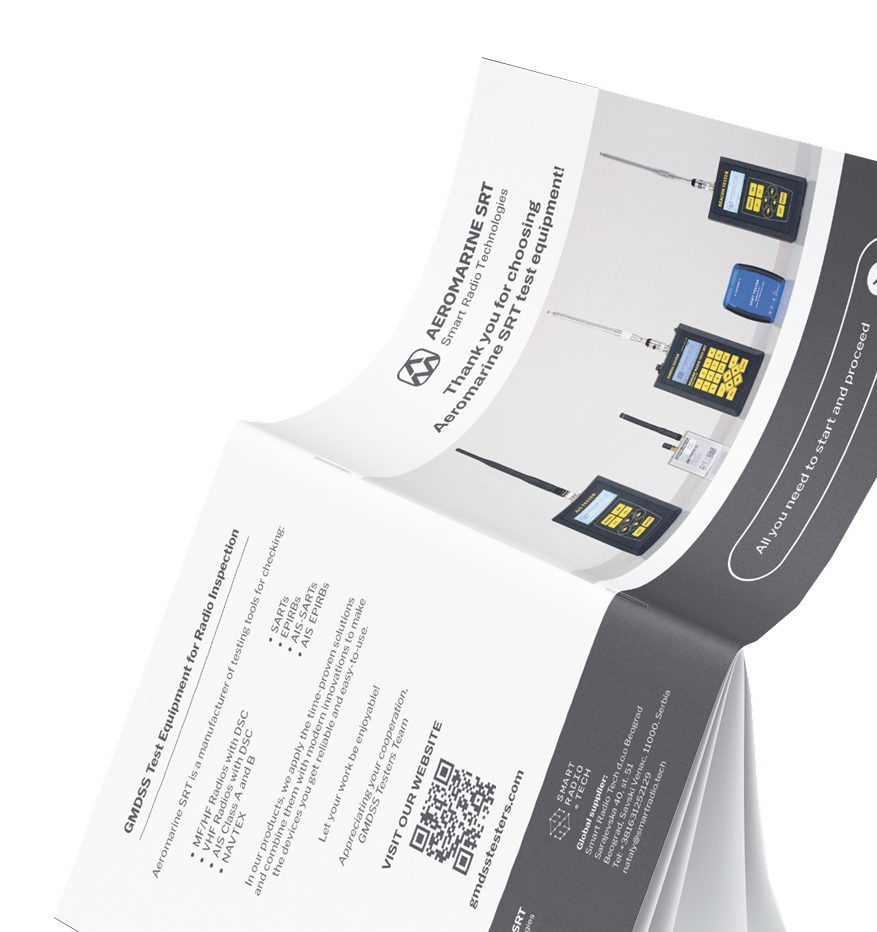 AEROMARINE SRT
Smart Radio Technologies
Thank you for choosing
Aeromarine SRT test equipment!
BEACON TESTER
AIS TESTER
All you need to start and proceed
GMDSS Test Equipment for Radio Inspection
Aeromarine SRT is a manufacturer of testing tools for checking:
• MF/HF Radios with DSC
• VHF Radios with DSC
• AIS Class A and B
• NAVTEX
• SARTs
• EPIRBs
• AIS-SARTs
• AIS EPIRBs
In our products, we apply the time-proven solutions
and combine them with modern innovations to make
the devices you get reliable and easy-to-use.
Let your work be enjoyable!
Appreciating your cooperation,
GMDSS Testers Team
VISIT OUR WEBSITE
gmdsstesters.com
SMART
RADIO
TECH
Global supplier:
Smart Radio Tech d.o.o Beograd
Sarajevska 40, st. 51
Beograd, Savski Venac, 11000, Serbia
Tel: +381631252129
nataly@smartradio.tech
SRT